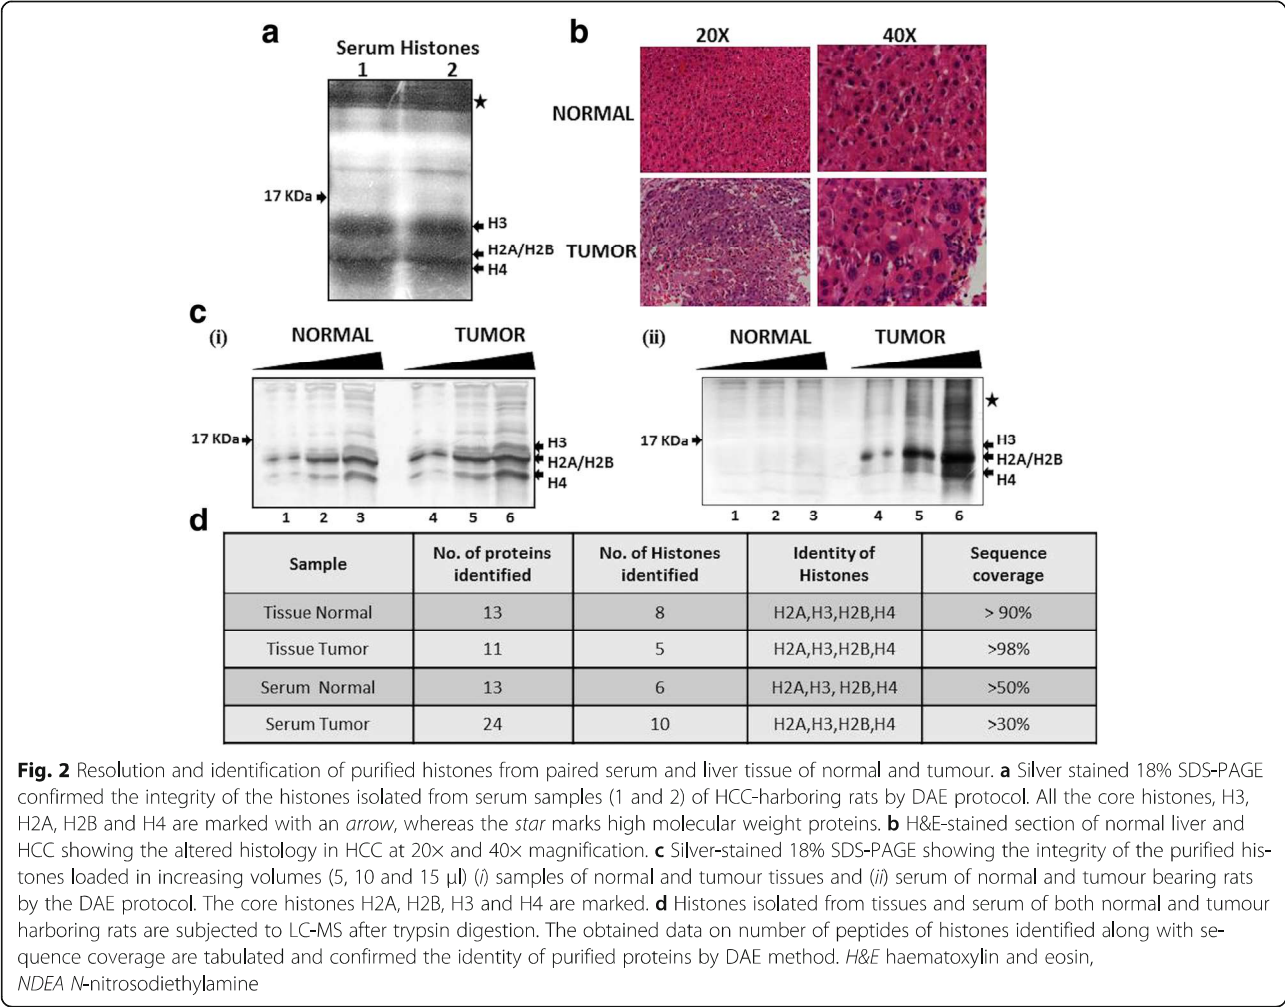 a
Serum Histones
1 2
★
17 KDa
H3
H2A/H2B
H4
b
20X 40X
NORMAL
TUMOR
c
(i)
NORMAL TUMOR
17 KDa
H3
H2A/H2B
H4
1 2 3 4 5 6
(ii)
NORMAL TUMOR
★
17 KDa
H3
H2A/H2B
H4
1 2 3 4 5 6
d
Sample No. of proteins identified No. of Histones identified Identity of Histones Sequence coverage
Tissue Normal 13 8 H2A,H3,H2B,H4 > 90%
Tissue Tumor 11 5 H2A,H3,H2B,H4 >98%
Serum Normal 13 6 H2A,H3, H2B,H4 >50%
Serum Tumor 24 10 H2A,H3,H2B,H4 >30%
Fig. 2 Resolution and identification of purified histones from paired serum and liver tissue of normal and tumour. a Silver stained 18% SDS-PAGE
confirmed the integrity of the histones isolated from serum samples (1 and 2) of HCC-harboring rats by DAE protocol. All the core histones, H3,
H2A, H2B and H4 are marked with an arrow, whereas the star marks high molecular weight proteins. b H&E-stained section of normal liver and
HCC showing the altered histology in HCC at 20× and 40× magnification. c Silver-stained 18% SDS-PAGE showing the integrity of the purified his-
tones loaded in increasing volumes (5, 10 and 15 μl) (i) samples of normal and tumour tissues and (ii) serum of normal and tumour bearing rats
by the DAE protocol. The core histones H2A, H2B, H3 and H4 are marked. d Histones isolated from tissues and serum of both normal and tumour
harboring rats are subjected to LC-MS after trypsin digestion. The obtained data on number of peptides of histones identified along with se-
quence coverage are tabulated and confirmed the identity of purified proteins by DAE method. H&E haematoxylin and eosin,
NDEA N-nitrosodiethylamine